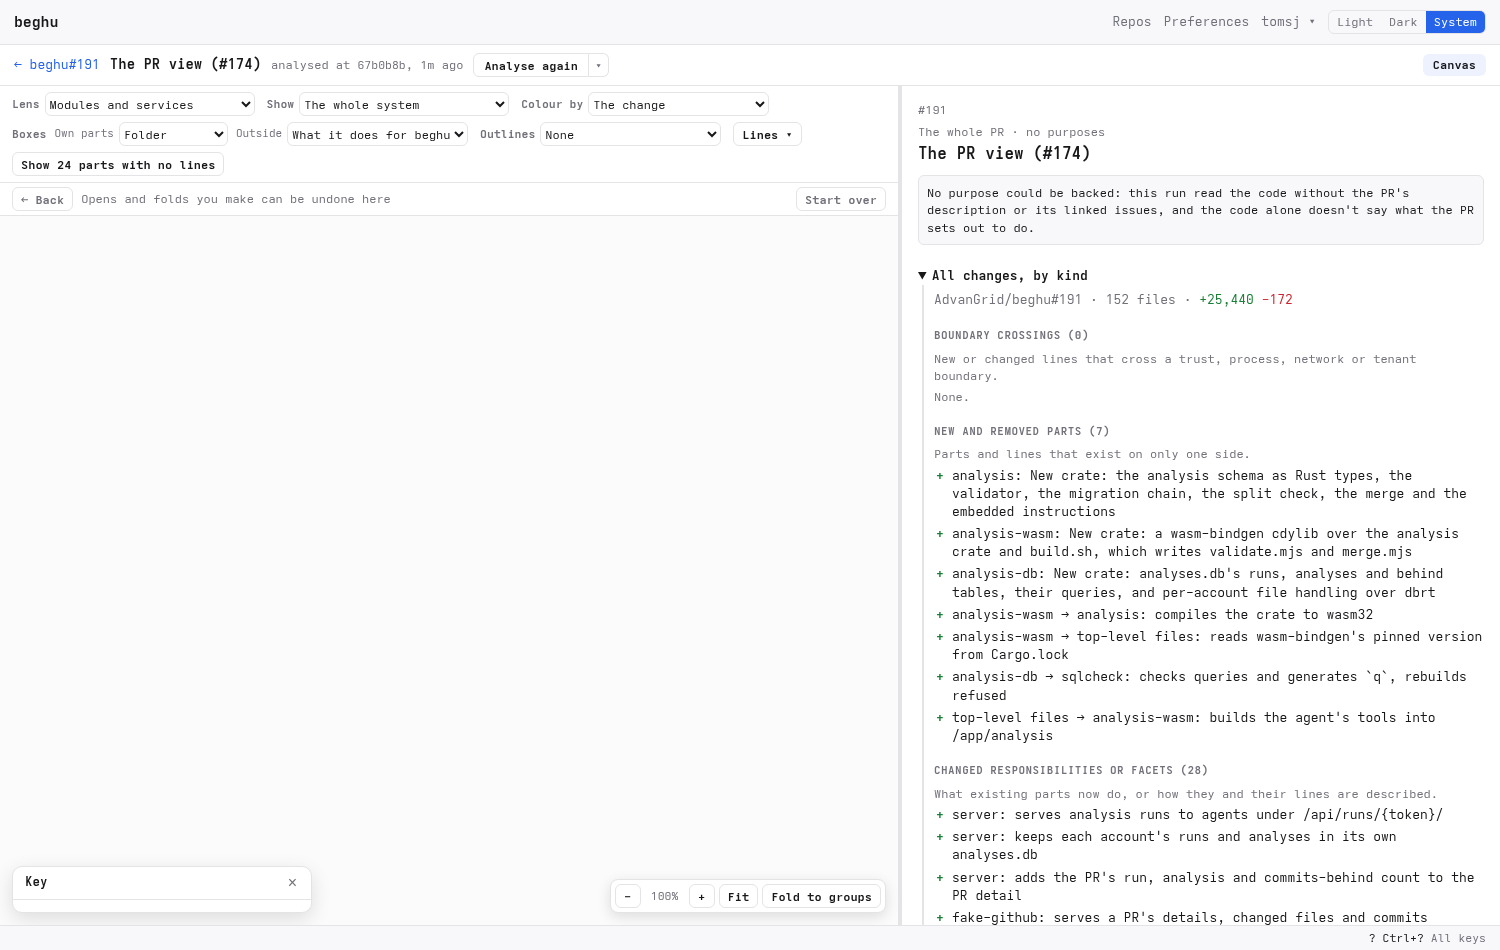 beghu
Repos Preferences tomsj ▾ Light Dark System
← beghu#191 The PR view (#174) analysed at 67b0b8b, 1m ago Analyse again ▾ Canvas
Lens Modules and services Show The whole system Colour by The change
Boxes Own parts Folder Outside What it does for beghu Outlines None Lines ▾
Show 24 parts with no lines
← Back Opens and folds you make can be undone here Start over
Key ×
− 100% + Fit Fold to groups
#191
The whole PR · no purposes
The PR view (#174)
No purpose could be backed: this run read the code without the PR's
description or its linked issues, and the code alone doesn't say what the PR
sets out to do.
▼ All changes, by kind
AdvanGrid/beghu#191 · 152 files · +25,440 −172
BOUNDARY CROSSINGS (0)
New or changed lines that cross a trust, process, network or tenant
boundary.
None.
NEW AND REMOVED PARTS (7)
Parts and lines that exist on only one side.
+ analysis: New crate: the analysis schema as Rust types, the
validator, the migration chain, the split check, the merge and the
embedded instructions
+ analysis-wasm: New crate: a wasm-bindgen cdylib over the analysis
crate and build.sh, which writes validate.mjs and merge.mjs
+ analysis-db: New crate: analyses.db's runs, analyses and behind
tables, their queries, and per-account file handling over dbrt
+ analysis-wasm → analysis: compiles the crate to wasm32
+ analysis-wasm → top-level files: reads wasm-bindgen's pinned version
from Cargo.lock
+ analysis-db → sqlcheck: checks queries and generates `q`, rebuilds
refused
+ top-level files → analysis-wasm: builds the agent's tools into
/app/analysis
CHANGED RESPONSIBILITIES OR FACETS (28)
What existing parts now do, or how they and their lines are described.
+ server: serves analysis runs to agents under /api/runs/{token}/
+ server: keeps each account's runs and analyses in its own
analyses.db
+ server: adds the PR's run, analysis and commits-behind count to the
PR detail
+ fake-github: serves a PR's details, changed files and commits
? Ctrl+? All keys